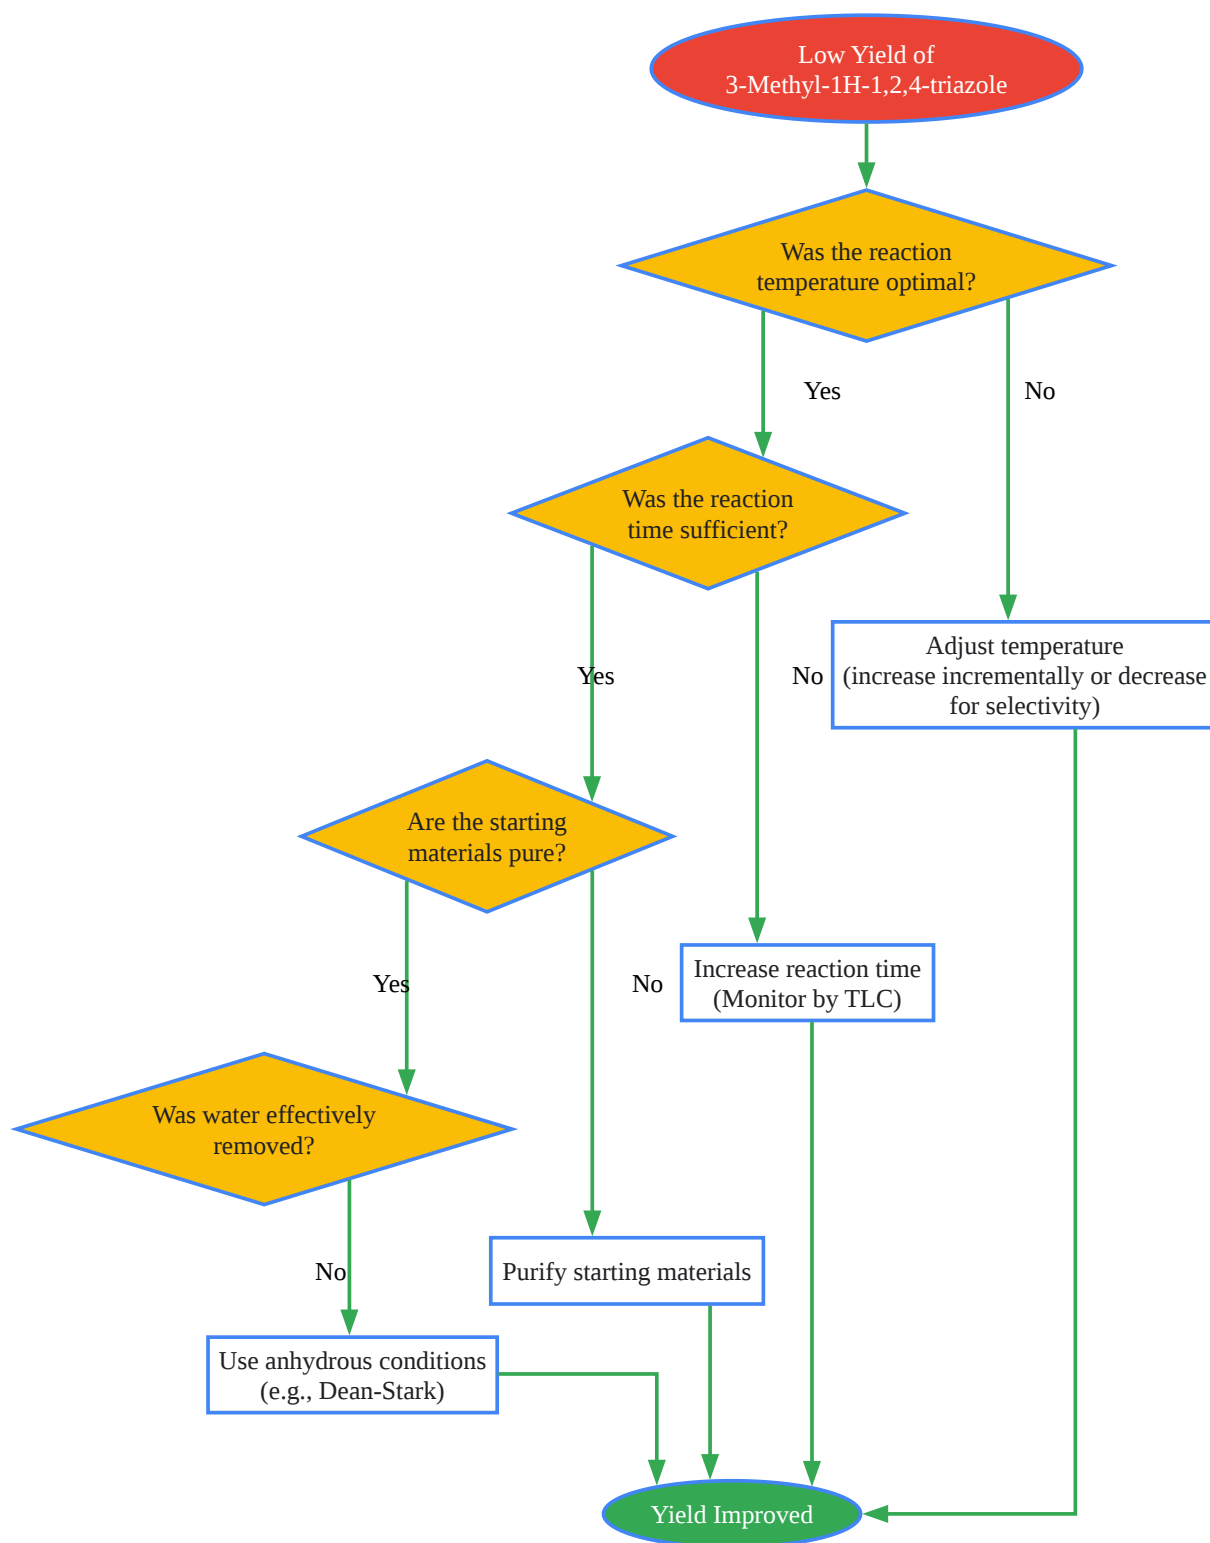 Low Yield of
3-Methyl-1H-1,2,4-triazole
Was the reaction
temperature optimal?
Yes
No
Was the reaction
time sufficient?
Yes
No
Adjust temperature
(increase incrementally or decrease
for selectivity)
Are the starting
materials pure?
Yes
No
Increase reaction time
(Monitor by TLC)
Was water effectively
removed?
No
Purify starting materials
Use anhydrous conditions
(e.g., Dean-Stark)
Yield Improved